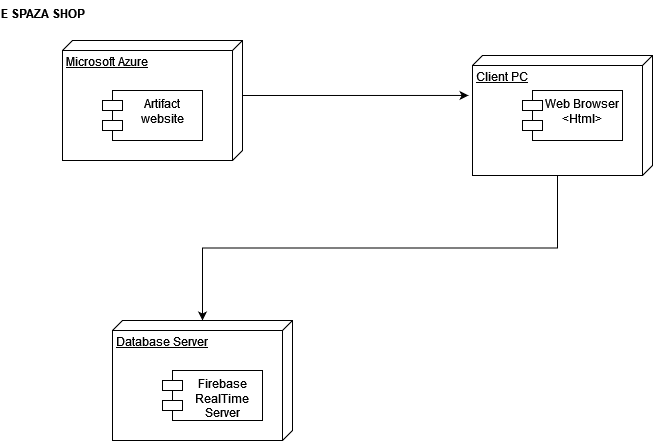 E SPAZA SHOP
Microsoft Azure
Artifact
website
Client PC
Web Browser
<Html>
Database Server
Firebase
RealTime
Server